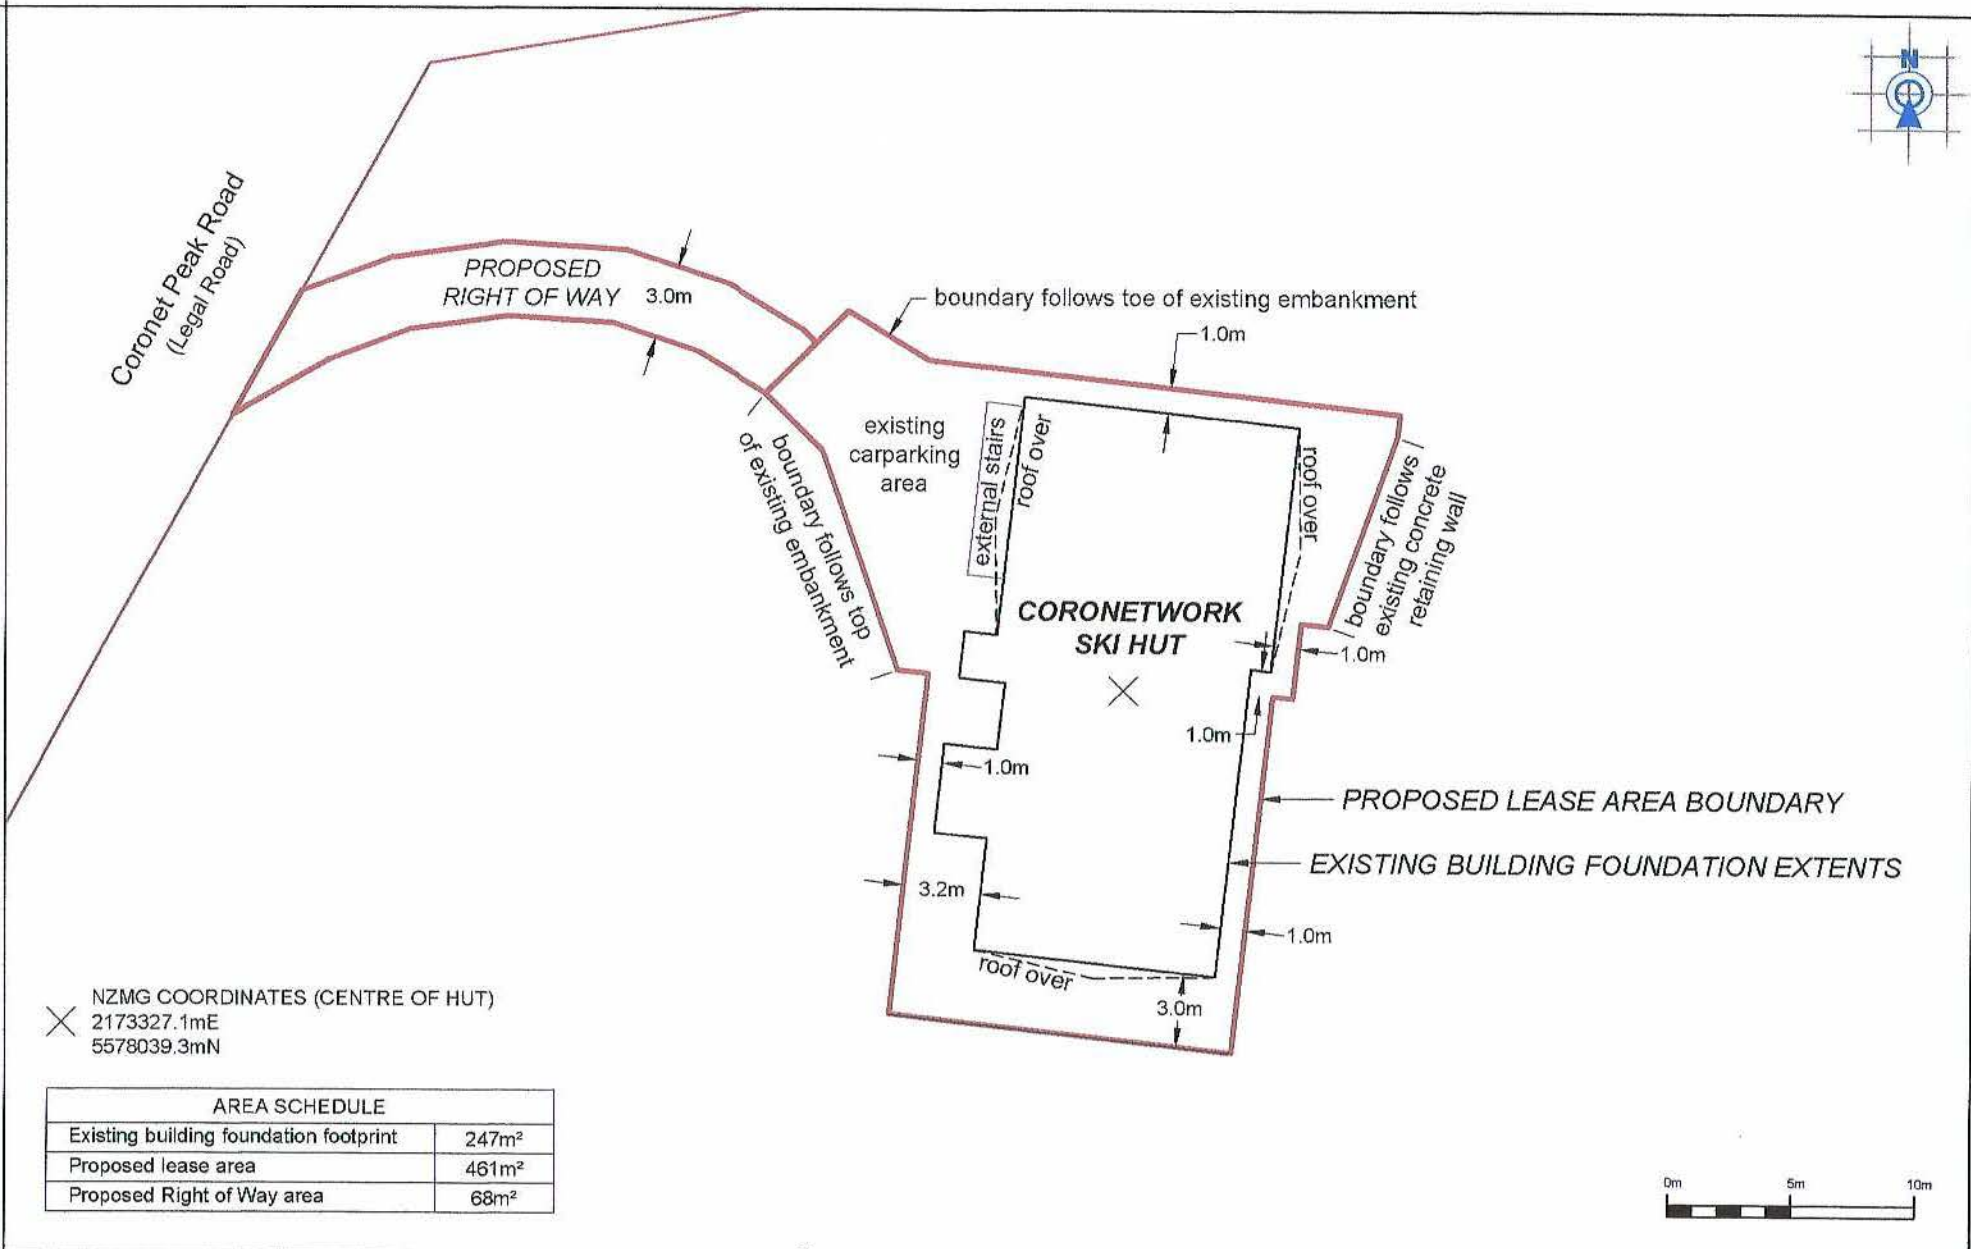 N
Coronet Peak Road
(Legal Road)
PROPOSED
RIGHT OF WAY
3.0m
boundary follows toe of existing embankment
1.0m
existing
carparking
area
external stairs
roof over
roof over
boundary follows top
of existing embankment
boundary follows
existing concrete
retaining wall
CORONETWORK
SKI HUT
1.0m
1.0m
1.0m
PROPOSED LEASE AREA BOUNDARY
EXISTING BUILDING FOUNDATION EXTENTS
3.2m
1.0m
roof over
3.0m
NZMG COORDINATES (CENTRE OF HUT)
2173327.1mE
5578039.3mN
AREA SCHEDULE
Existing building foundation footprint 247m²
Proposed lease area 461m²
Proposed Right of Way area 68m²
0m 5m 10m